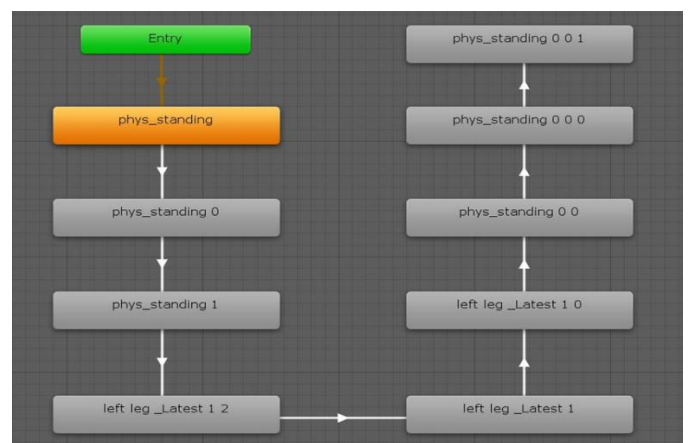 Entry
phys_standing
phys_standing 0
phys_standing 1
left leg _Latest 1 2
left leg _Latest 1
left leg _Latest 1 0
phys_standing 0 0
phys_standing 0 0 0
phys_standing 0 0 1